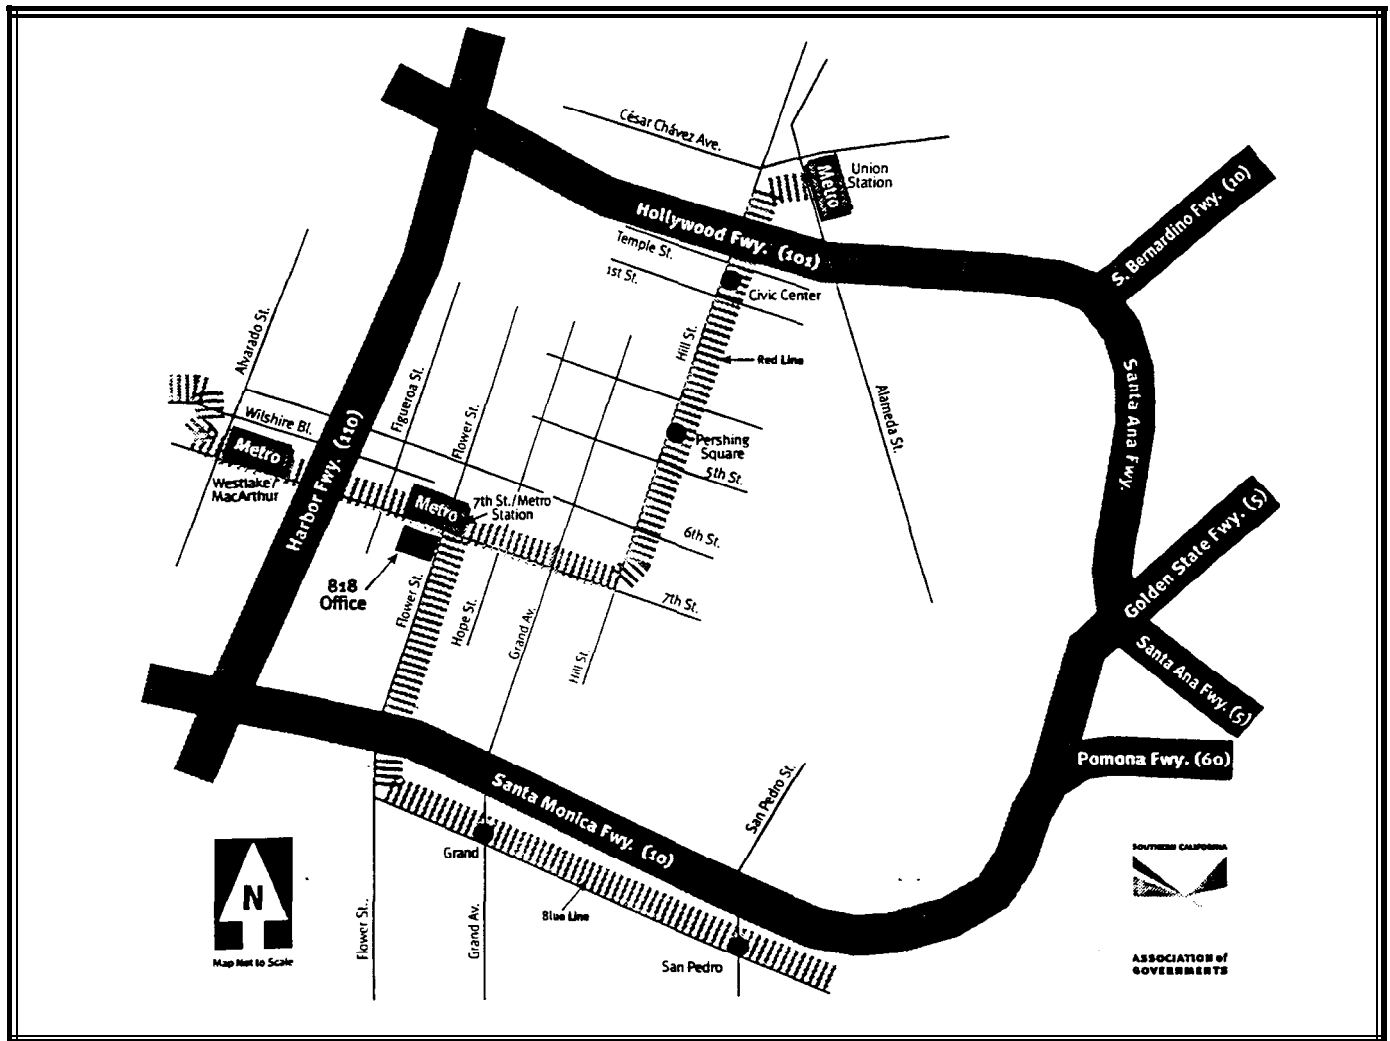 César Chávez Ave.
Metro
Union
Station
S. Bernardino Fwy. (10)
Hollywood Fwy. (101)
Temple St.
1st St.
Civic Center
Alvarado St.
Hill St.
Red Line
Figueroa St.
Flower St.
Alameda St.
Santa Ana Fwy.
Wilshire Bl.
Metro
Westlake/
MacArthur
Harbor Fwy. (110)
Pershing
Square
5th St.
Metro
7th St./Metro
Station
6th St.
Golden State Fwy. (5)
818
Office
Flower St.
Hope St.
Grand Av.
Hill St.
7th St.
Santa Ana Fwy. (5)
Pomona Fwy. (60)
Santa Monica Fwy. (10)
San Pedro St.
Grand
Blue Line
Flower St.
Grand Av.
San Pedro
N
Map Not to Scale
SOUTHERN CALIFORNIA
ASSOCIATION of
GOVERNMENTS